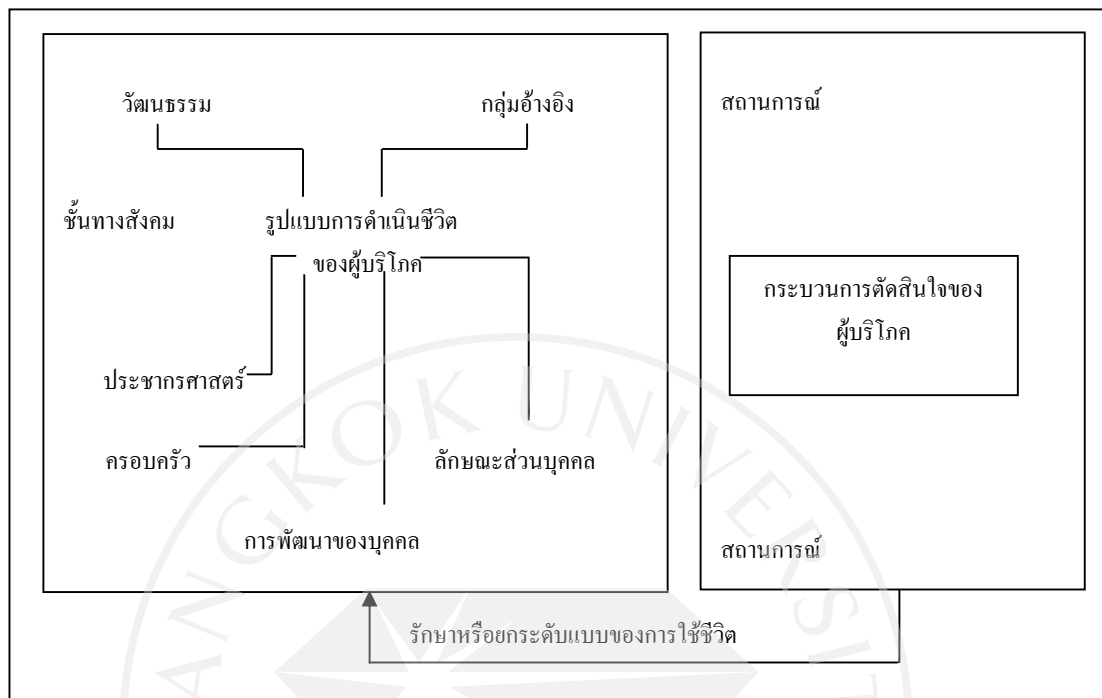 วัฒนธรรม
กลุ่มอ้างอิง
สถานการณ์
ชั้นทางสังคม
รูปแบบการดำเนินชีวิต
ของผู้บริโภค
กระบวนการตัดสินใจของ
ผู้บริโภค
ประชากรศาสตร์
ครอบครัว
ลักษณะส่วนบุคคล
การพัฒนาของบุคคล
สถานการณ์
รักษาหรือยกระดับแบบของการใช้ชีวิต
ANGKOK UNIVERSI